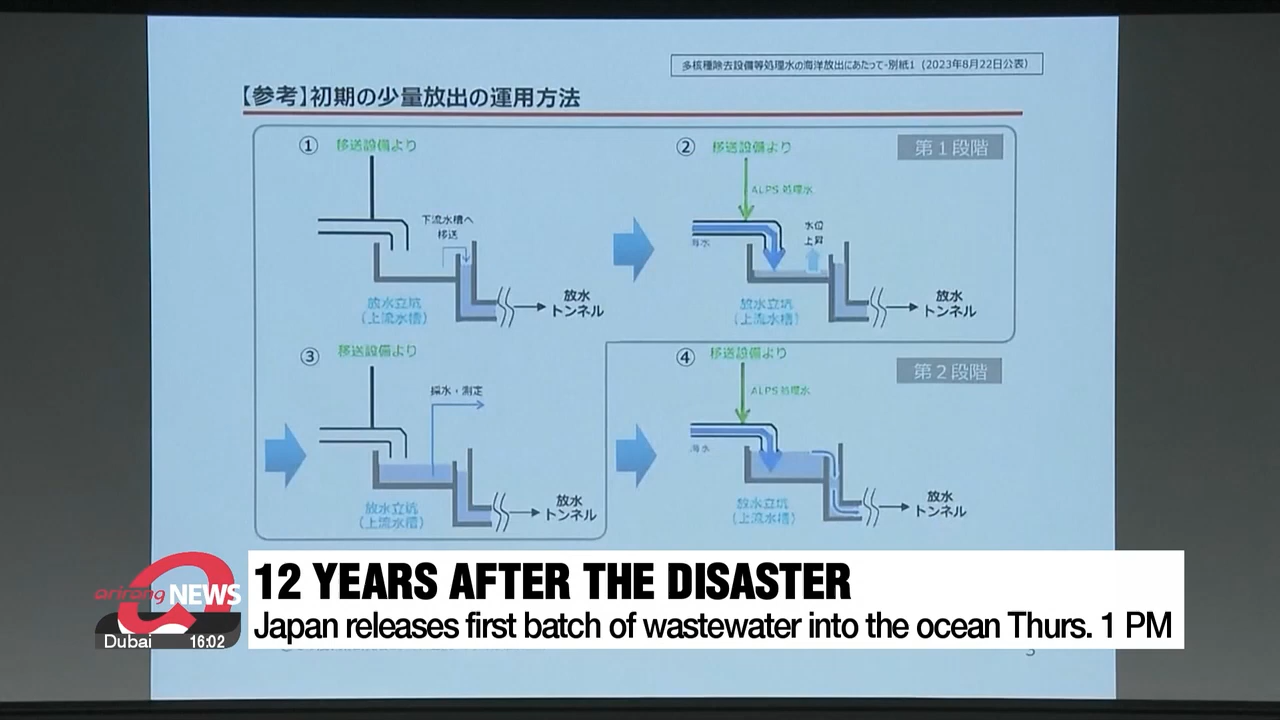 多核種除去設備等処理水の海洋放出にあたって-別紙1（2023年8月22日公表）
【参考】初期の少量放出の運用方法
① 移送設備より
下流水槽へ
移送
放水立坑
（上流水槽）
放水
トンネル
② 移送設備より
第1段階
ALPS 処理水
海水
水位
上昇
放水立坑
（上流水槽）
放水
トンネル
③ 移送設備より
採水・測定
放水立坑
（上流水槽）
放水
トンネル
④ 移送設備より
第2段階
ALPS 処理水
海水
放水立坑
（上流水槽）
放水
トンネル
arirang NEWS
12 YEARS AFTER THE DISASTER
Japan releases first batch of wastewater into the ocean Thurs. 1 PM
Dubai 16:02